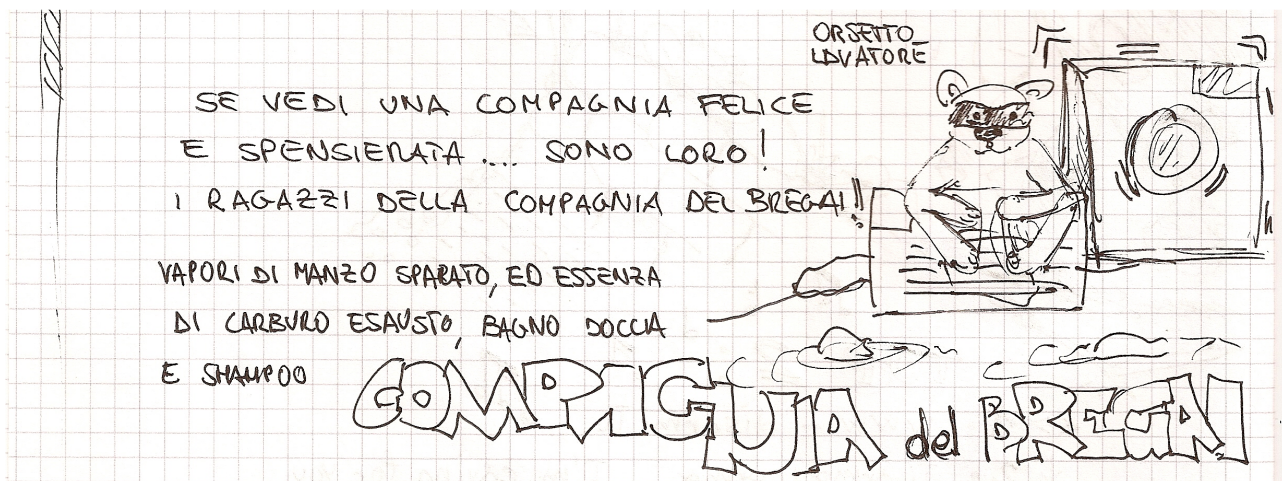 ORSETTO_
LAVATORE
SE VEDI UNA COMPAGNIA FELICE
E SPENSIERATA .... SONO LORO!
I RAGAZZI DELLA COMPAGNIA DEL BREGAI!!
VAPORI DI MANZO SPARATO, ED ESSENZA
DI CARBURO ESAUSTO, BAGNO DOCCIA
E SHAMPOO
COMPAGNIA del BREGAI